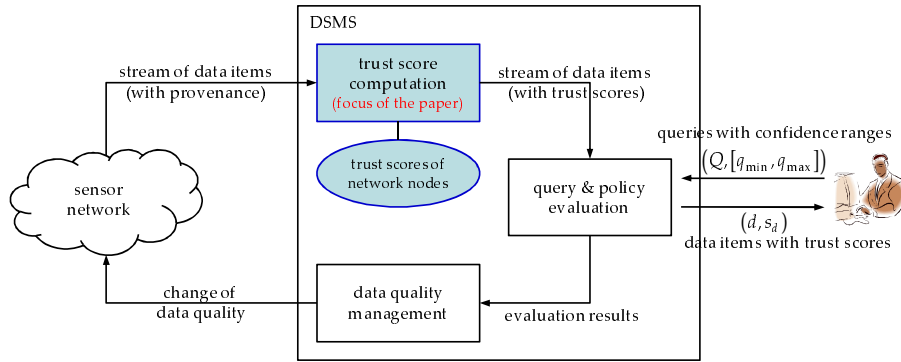 DSMS
stream of data items
(with provenance)
trust score
computation
(focus of the paper)
stream of data items
(with trust scores)
trust scores of
network nodes
sensor
network
query & policy
evaluation
queries with confidence ranges
(Q, [q_min, q_max])
(d, s_d)
data items with trust scores
change of
data quality
data quality
management
evaluation results